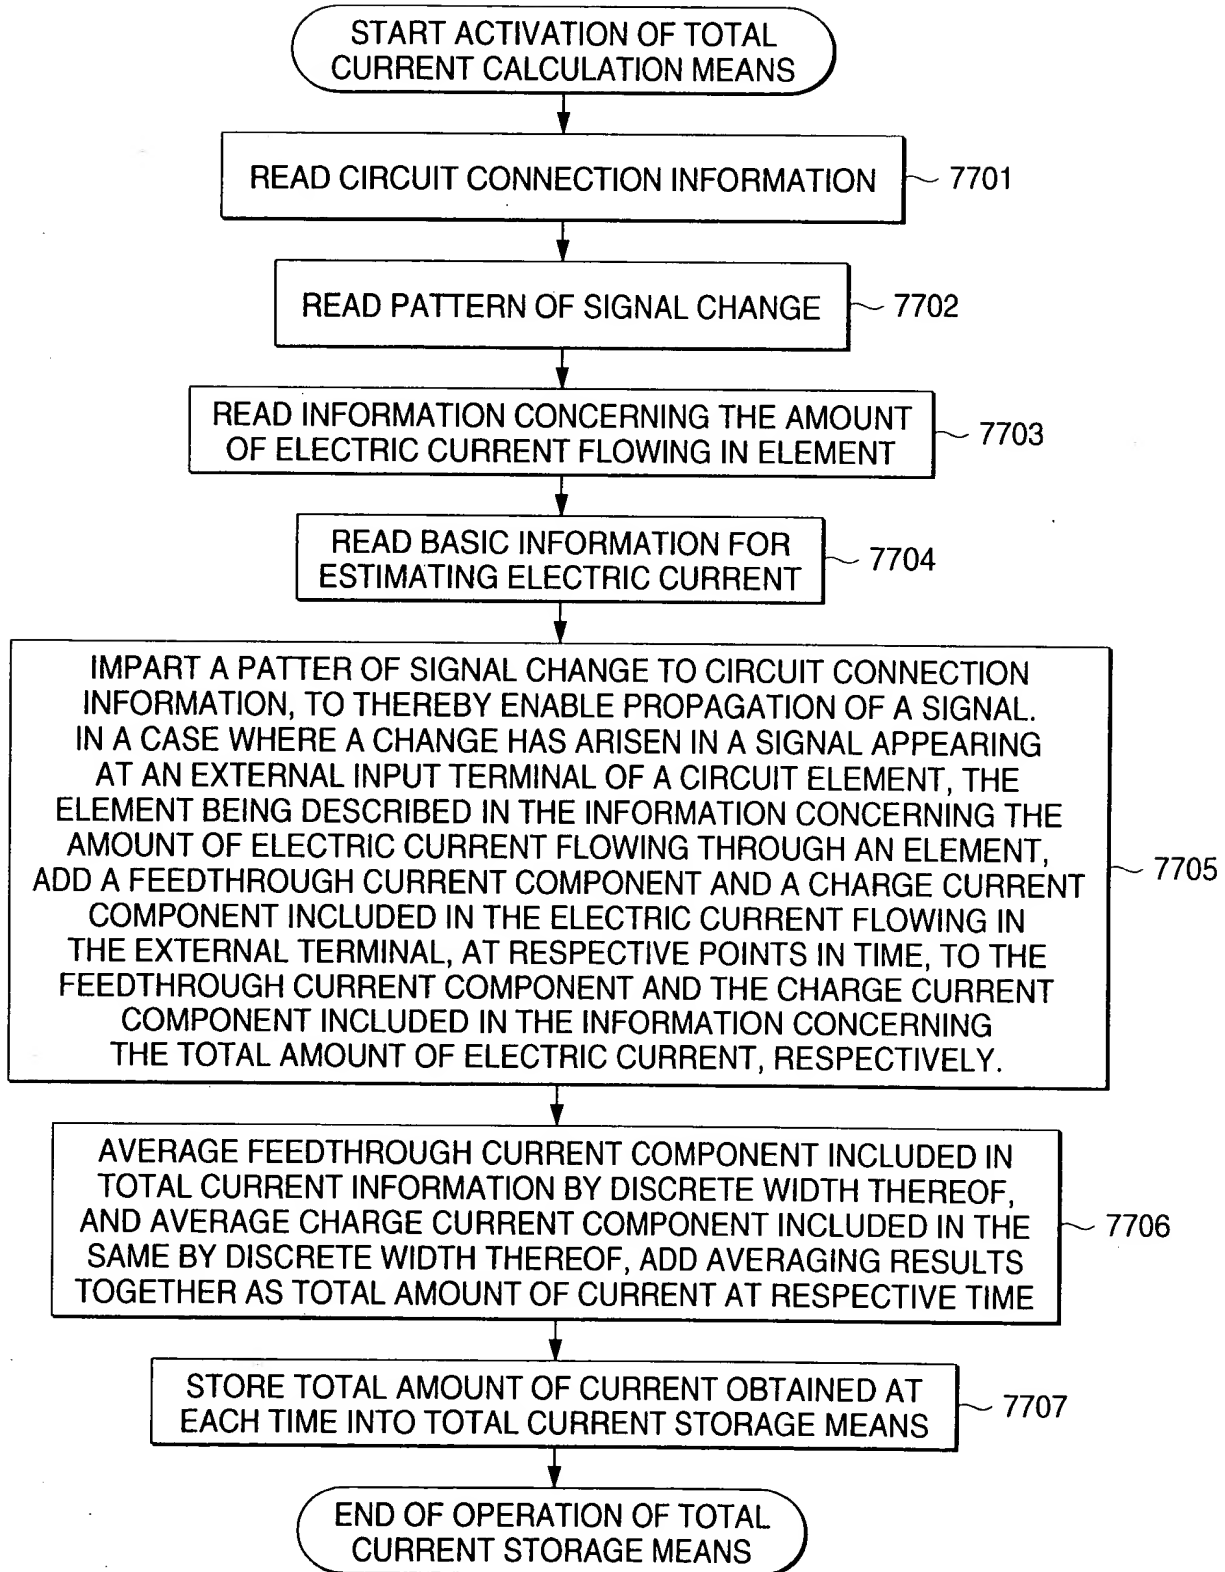 START ACTIVATION OF TOTAL
CURRENT CALCULATION MEANS
READ CIRCUIT CONNECTION INFORMATION
7701
READ PATTERN OF SIGNAL CHANGE
7702
READ INFORMATION CONCERNING THE AMOUNT
OF ELECTRIC CURRENT FLOWING IN ELEMENT
7703
READ BASIC INFORMATION FOR
ESTIMATING ELECTRIC CURRENT
7704
IMPART A PATTER OF SIGNAL CHANGE TO CIRCUIT CONNECTION
INFORMATION, TO THEREBY ENABLE PROPAGATION OF A SIGNAL.
IN A CASE WHERE A CHANGE HAS ARISEN IN A SIGNAL APPEARING
AT AN EXTERNAL INPUT TERMINAL OF A CIRCUIT ELEMENT, THE
ELEMENT BEING DESCRIBED IN THE INFORMATION CONCERNING THE
AMOUNT OF ELECTRIC CURRENT FLOWING THROUGH AN ELEMENT,
ADD A FEEDTHROUGH CURRENT COMPONENT AND A CHARGE CURRENT
COMPONENT INCLUDED IN THE ELECTRIC CURRENT FLOWING IN
THE EXTERNAL TERMINAL, AT RESPECTIVE POINTS IN TIME, TO THE
FEEDTHROUGH CURRENT COMPONENT AND THE CHARGE CURRENT
COMPONENT INCLUDED IN THE INFORMATION CONCERNING
THE TOTAL AMOUNT OF ELECTRIC CURRENT, RESPECTIVELY.
7705
AVERAGE FEEDTHROUGH CURRENT COMPONENT INCLUDED IN
TOTAL CURRENT INFORMATION BY DISCRETE WIDTH THEREOF,
AND AVERAGE CHARGE CURRENT COMPONENT INCLUDED IN THE
SAME BY DISCRETE WIDTH THEREOF, ADD AVERAGING RESULTS
TOGETHER AS TOTAL AMOUNT OF CURRENT AT RESPECTIVE TIME
7706
STORE TOTAL AMOUNT OF CURRENT OBTAINED AT
EACH TIME INTO TOTAL CURRENT STORAGE MEANS
7707
END OF OPERATION OF TOTAL
CURRENT STORAGE MEANS